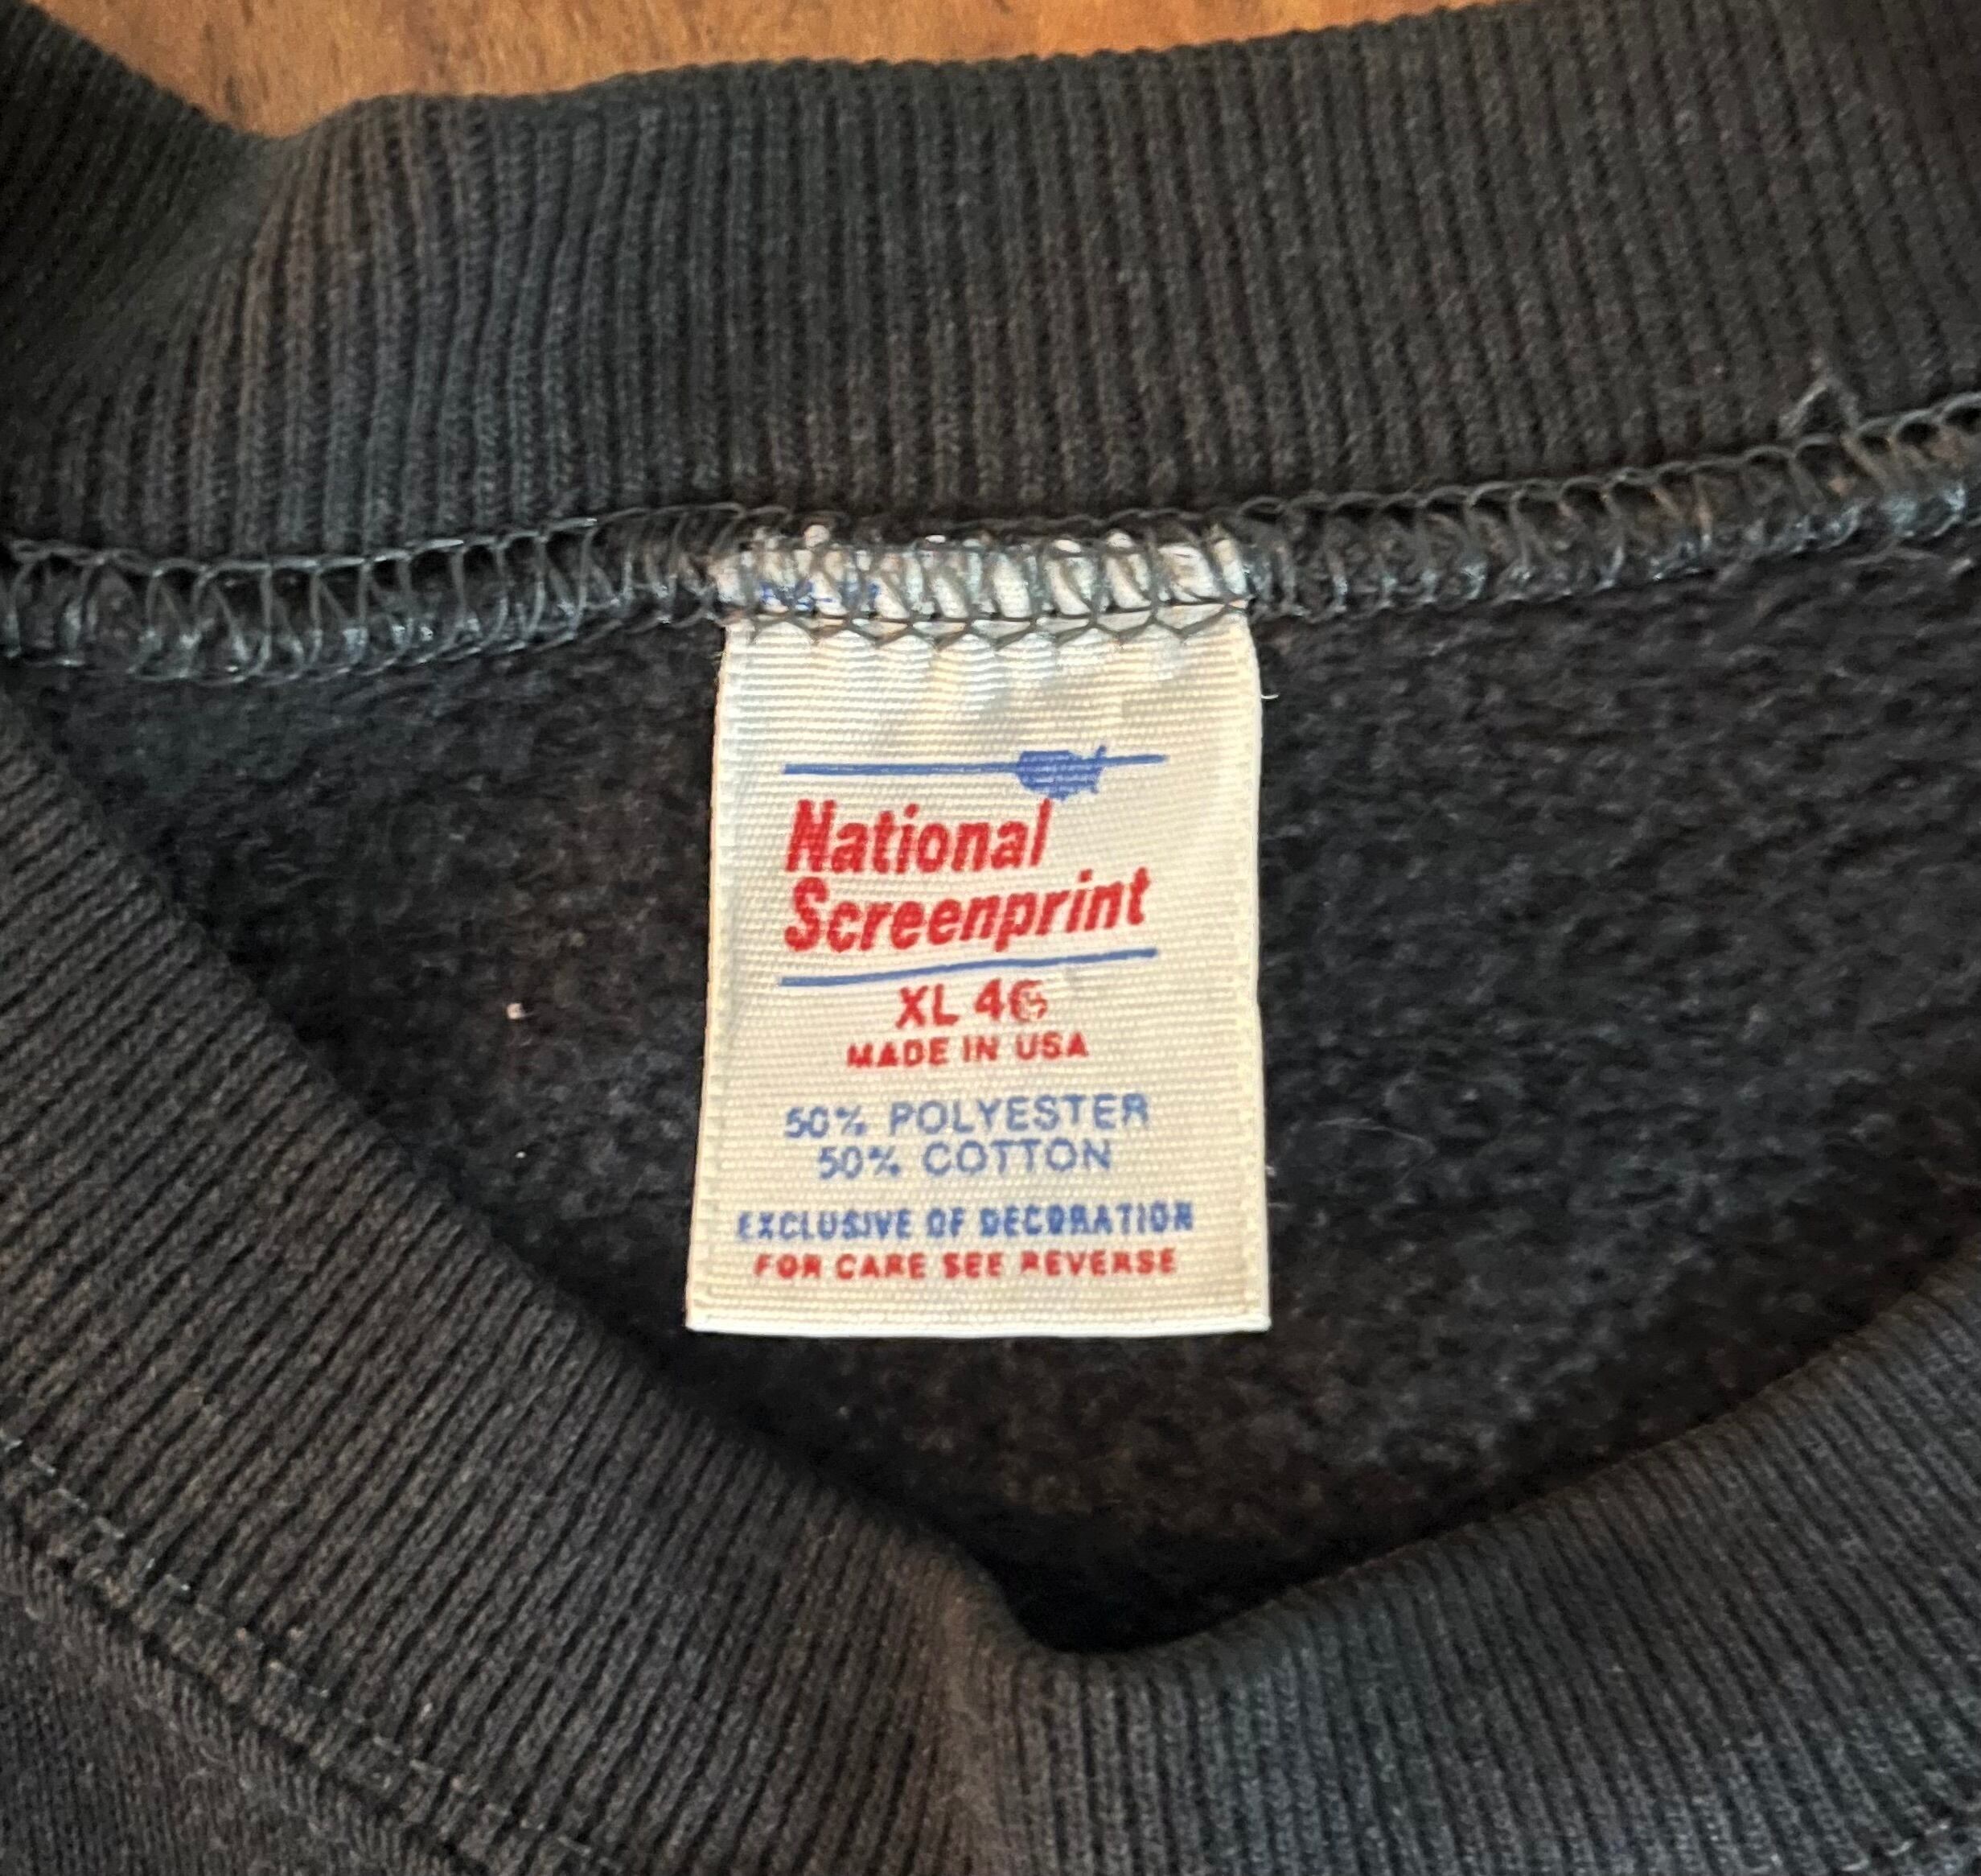 National
Screenprint
XL 46
MADE IN USA
50% POLYESTER
50% COTTON
EXCLUSIVE OF DECORATION
FOR CARE SEE REVERSE